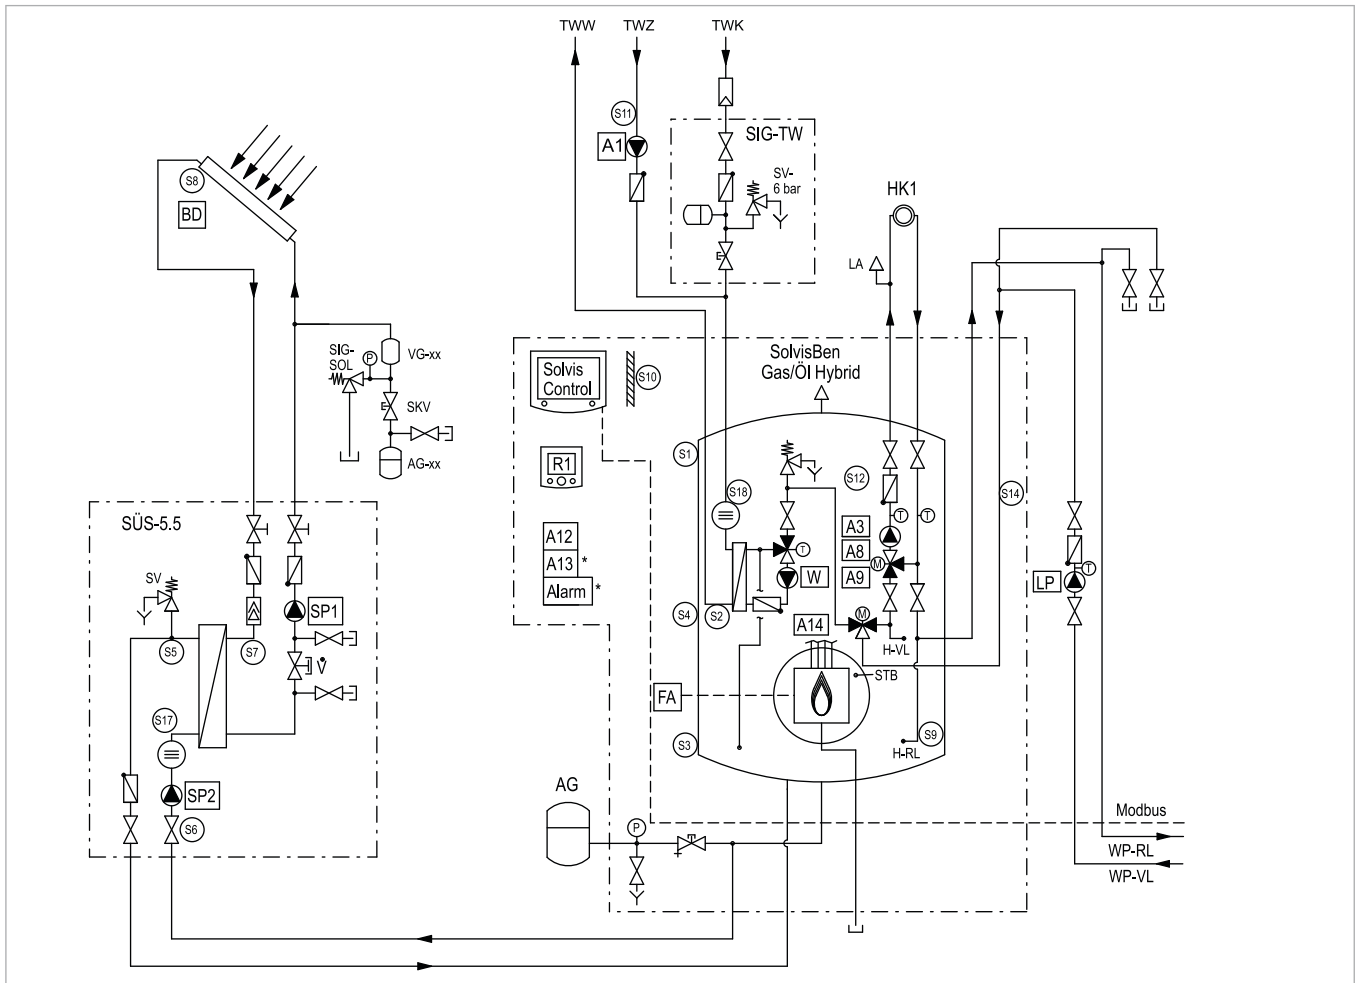 TWW TWZ TWK
S11
A1
SIG-TW
SV-
6 bar
S8
BD
HK1
LA
SIG-
SOL
P
VG-xx
SKV
AG-xx
Solvis
Control
S10
SolvisBen
Gas/Öl Hybrid
R1
S1
S18
S12
S14
A12
A13 *
Alarm *
T
T
T
A3
A8
M
A9
W
LP
T
SÜS-5.5
SV
SP1
S5
S7
V̇
S4
S2
A14
M
H-VL
STB
FA
S17
S3
S9
H-RL
SP2
S6
AG
P
Modbus
WP-RL
WP-VL